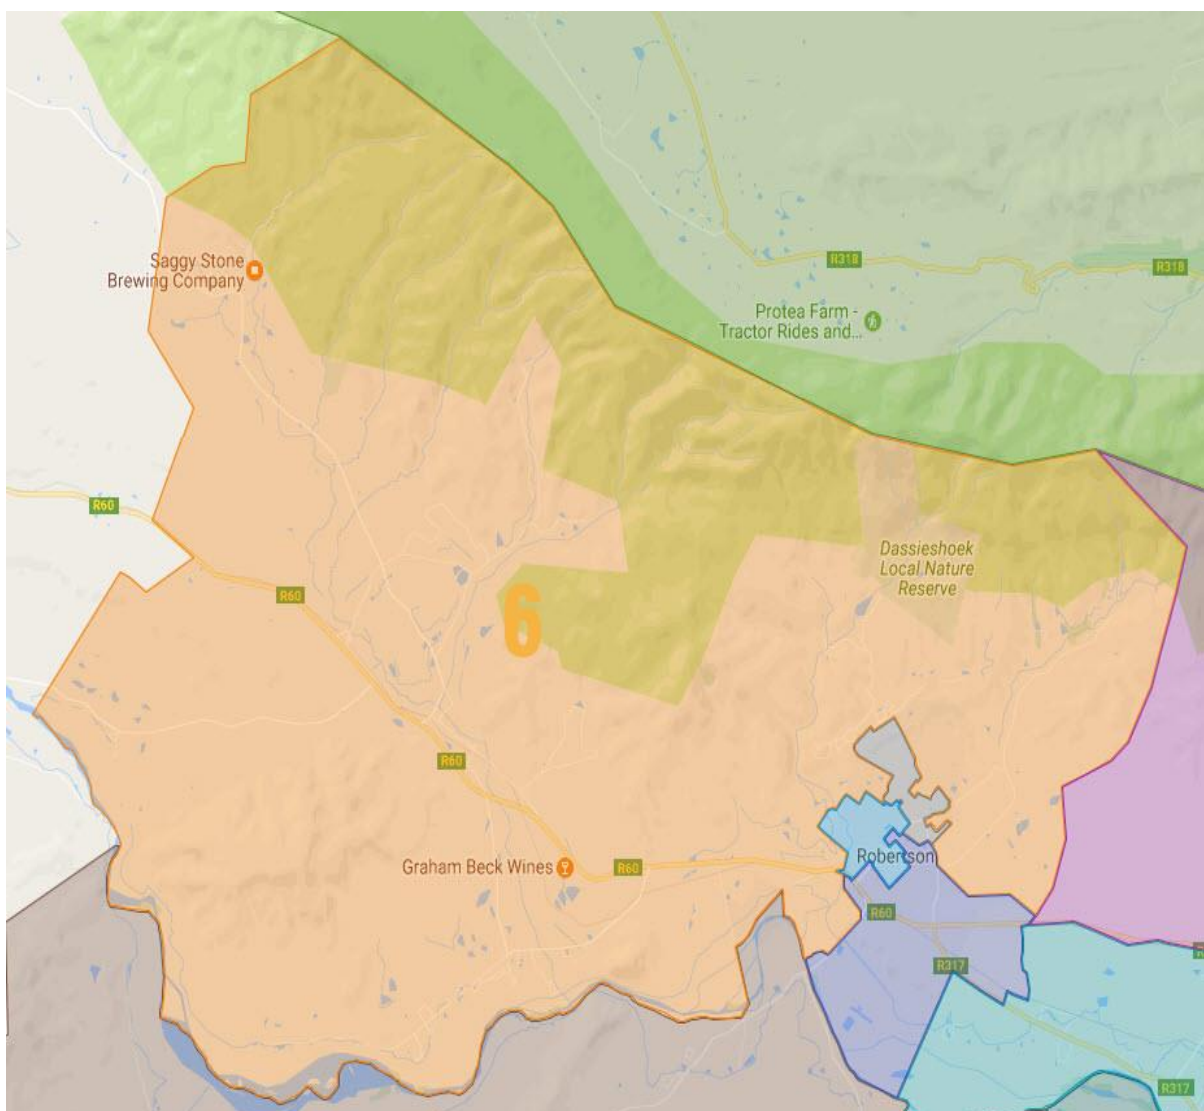 R318
R318
Saggy Stone
Brewing Company
Protea Farm -
Tractor Rides and...
R60
Dassieshoek
Local Nature
Reserve
R60
6
R60
Graham Beck Wines
R60
Robertson
R60
R317
R317